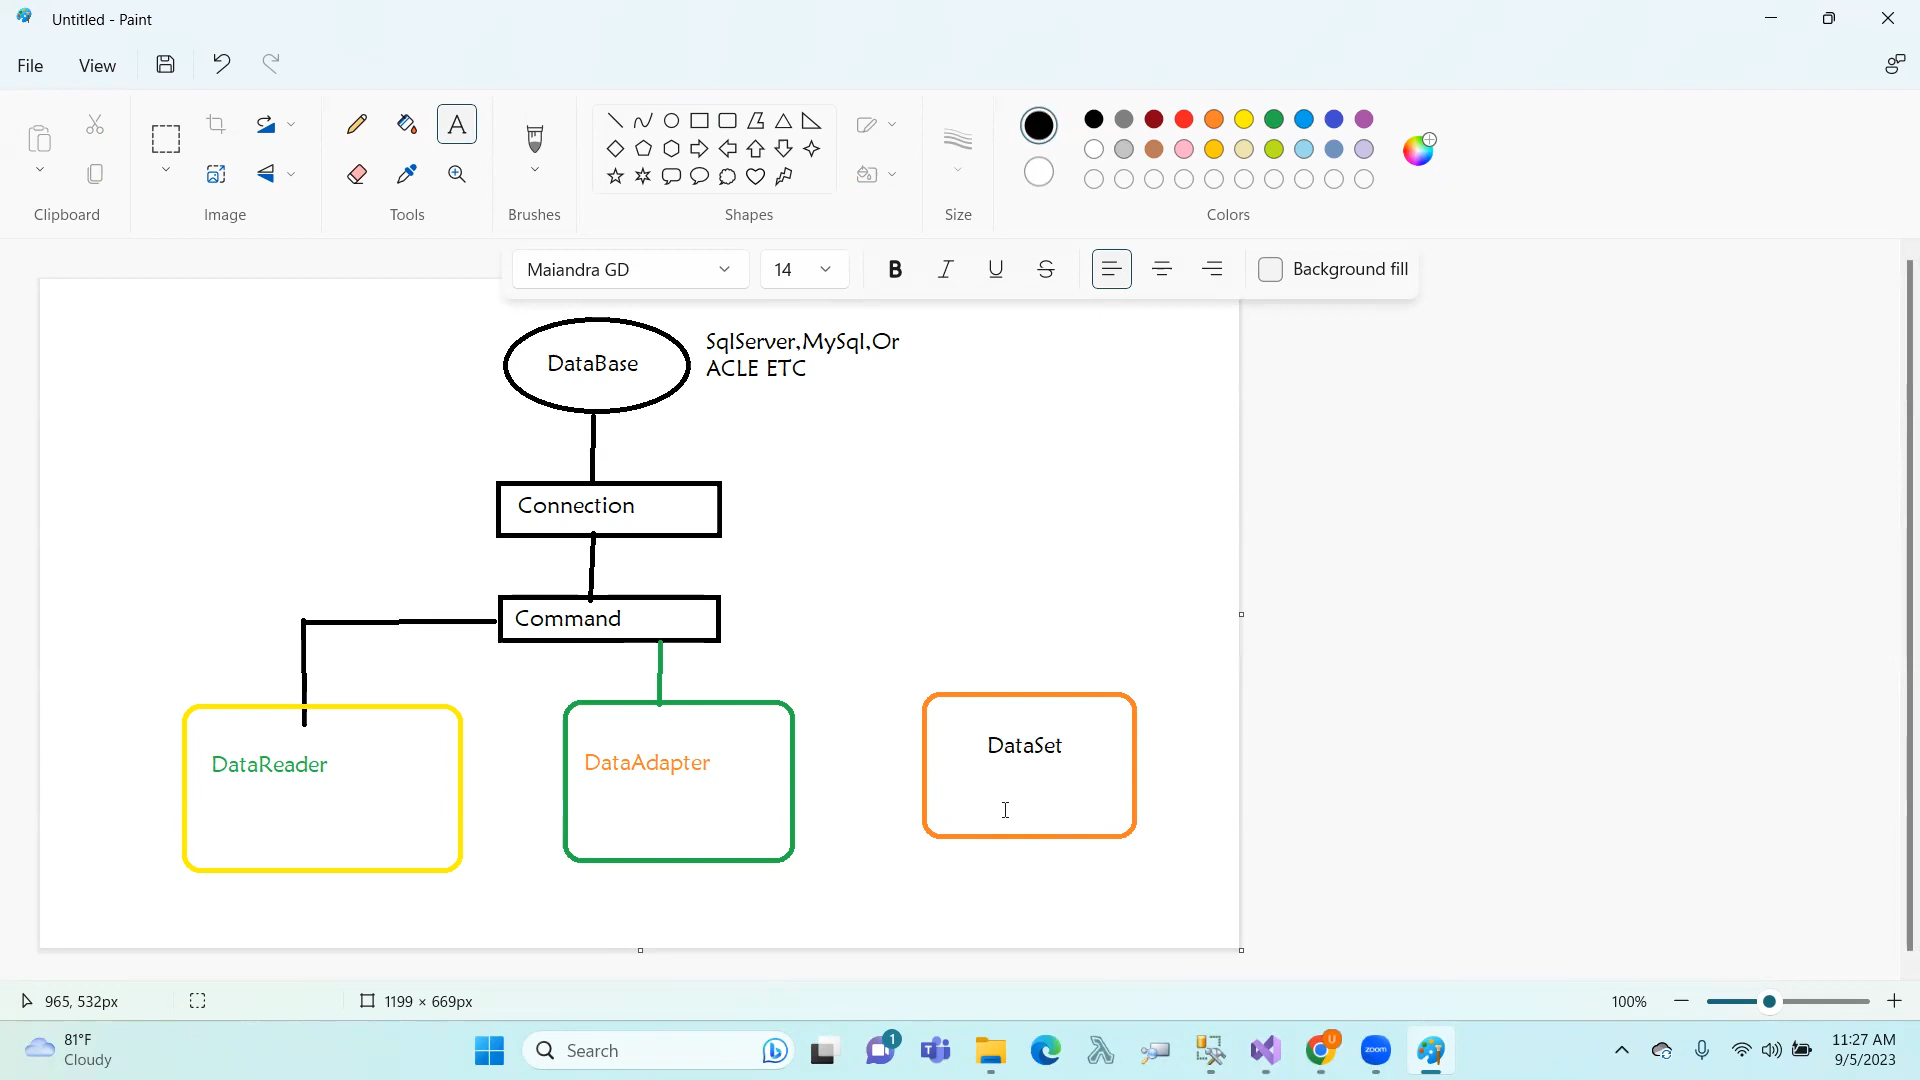 Untitled - Paint
File View
Clipboard
Image
Tools
Brushes
Shapes
Size
Colors
A
Maiandra GD
14
B I U S
Background fill
DataBase
SqlServer,MySql,Or
ACLE ETC
Connection
Command
DataReader
DataAdapter
DataSet
965, 532px
1199 × 669px
100%
81°F
Cloudy
Search
1
zoom
U
11:27 AM
9/5/2023